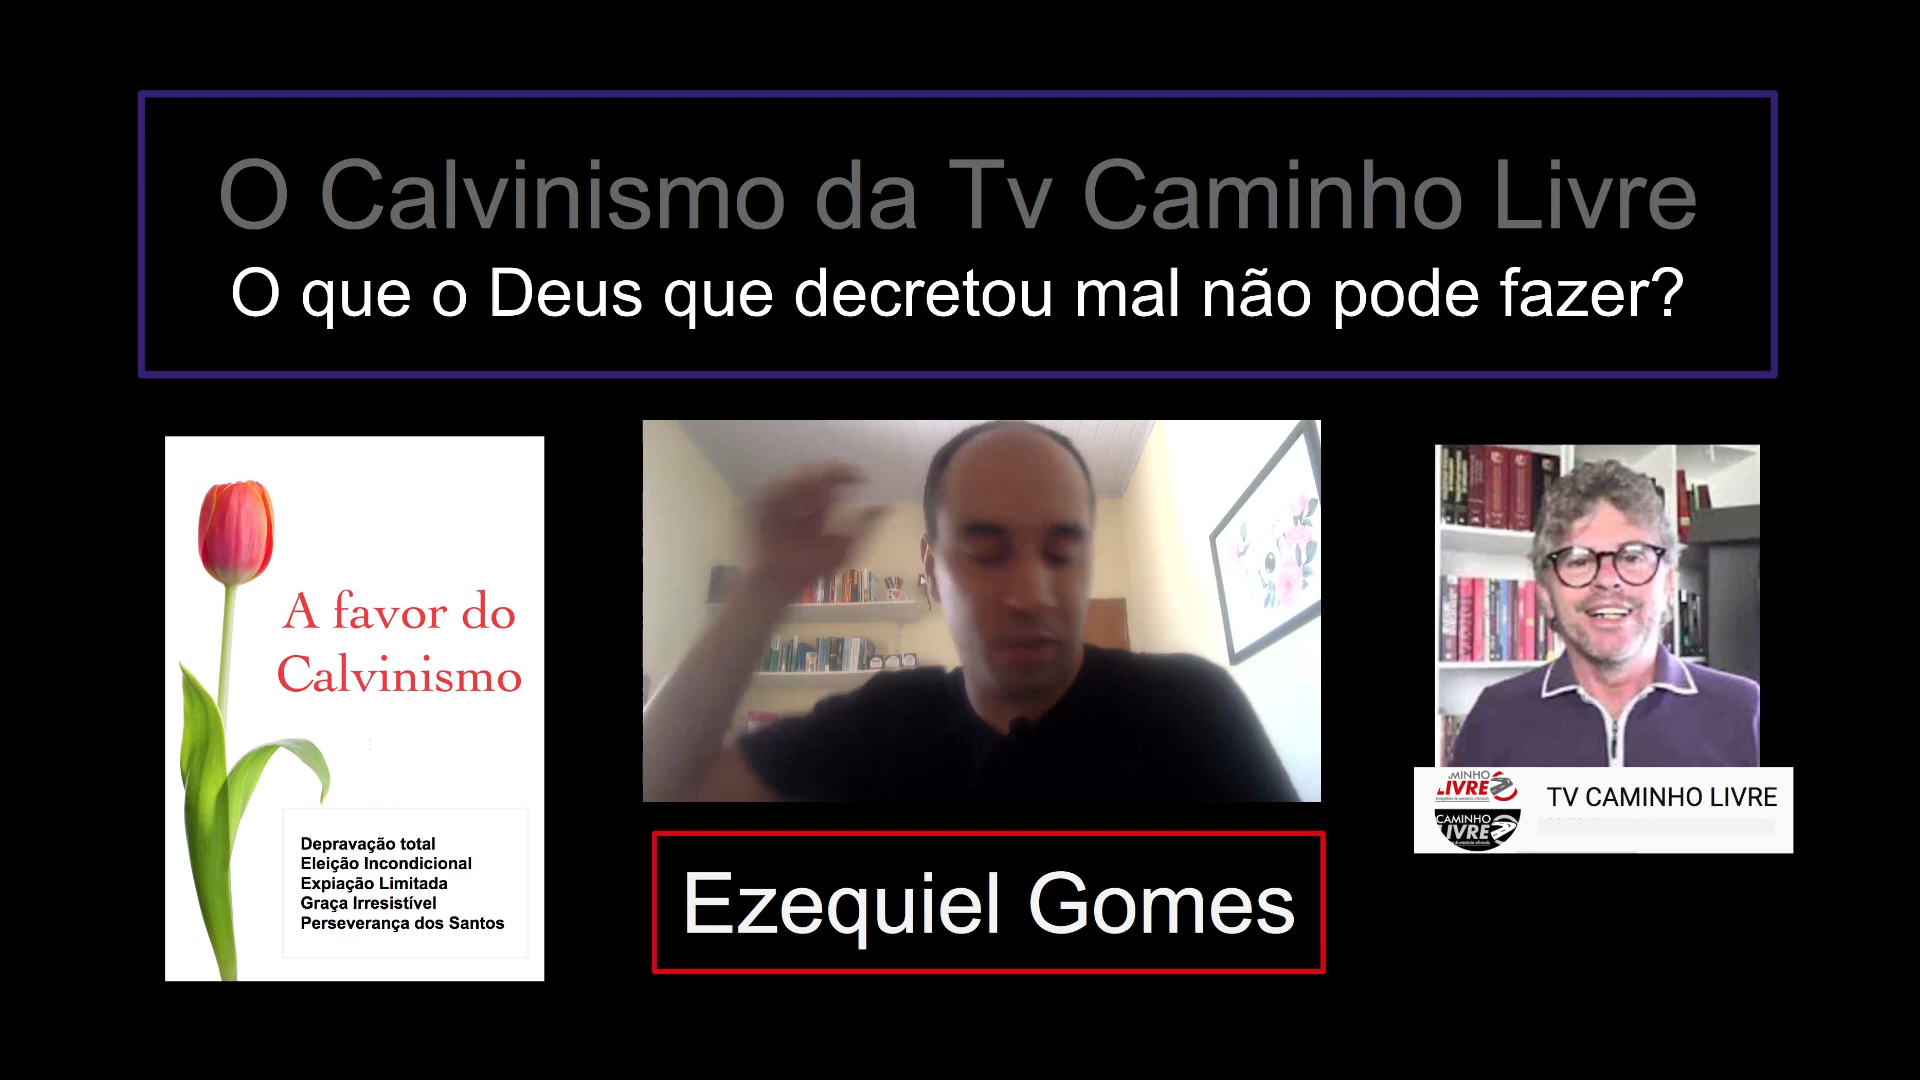 O Calvinismo da Tv Caminho Livre
O que o Deus que decretou mal não pode fazer?
A favor do
Calvinismo
Depravação total
Eleição Incondicional
Expiação Limitada
Graça Irresistível
Perseverança dos Santos
Ezequiel Gomes
TV CAMINHO LIVRE
CAMINHO
LIVRE